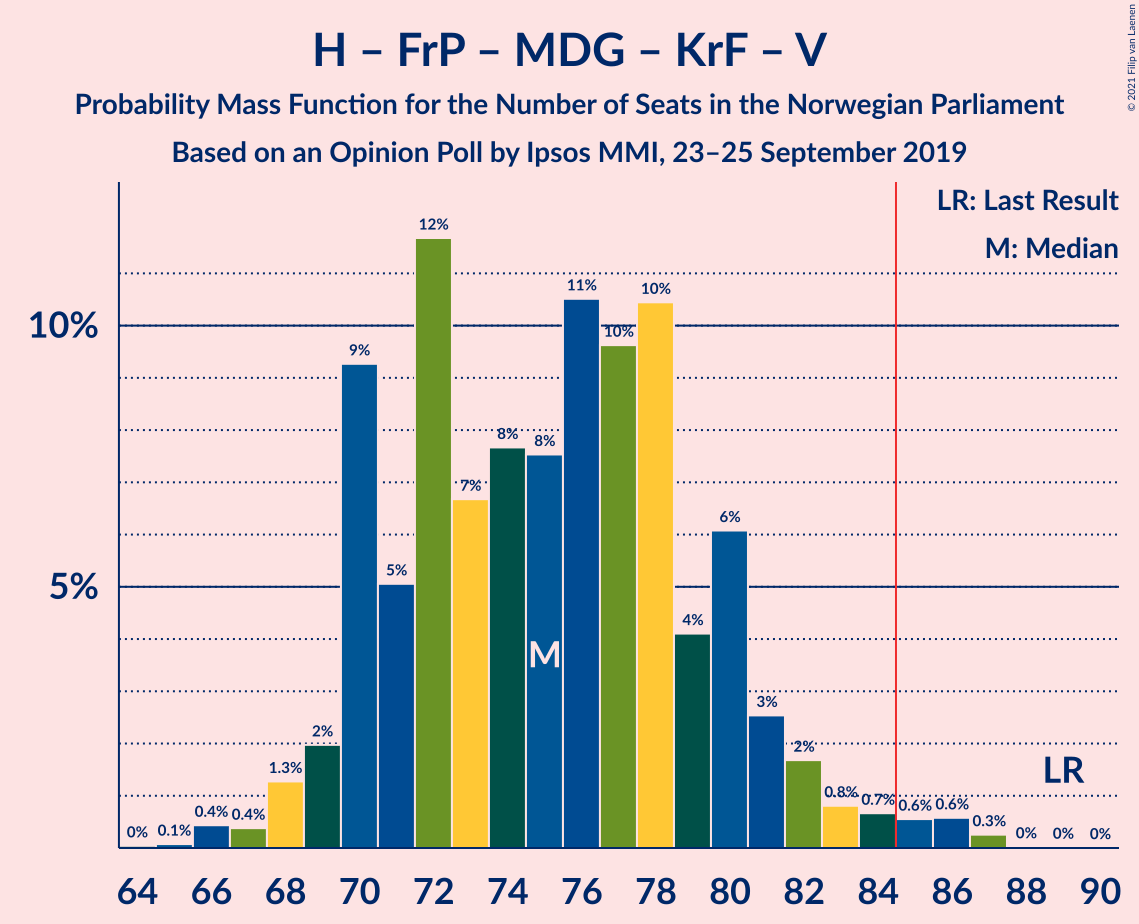 H – FrP – MDG – KrF – V
Probability Mass Function for the Number of Seats in the Norwegian Parliament
Based on an Opinion Poll by Ipsos MMI, 23–25 September 2019
© 2021 Filip van Laenen
LR: Last Result
M: Median
10%
5%
0% 0.1% 0.4% 0.4% 1.3% 2% 9% 5% 12% 7% 8% 8% 11% 10% 10% 4% 6% 3% 2% 0.8% 0.7% 0.6% 0.6% 0.3% 0% 0% 0%
M
LR
64 66 68 70 72 74 76 78 80 82 84 86 88 90